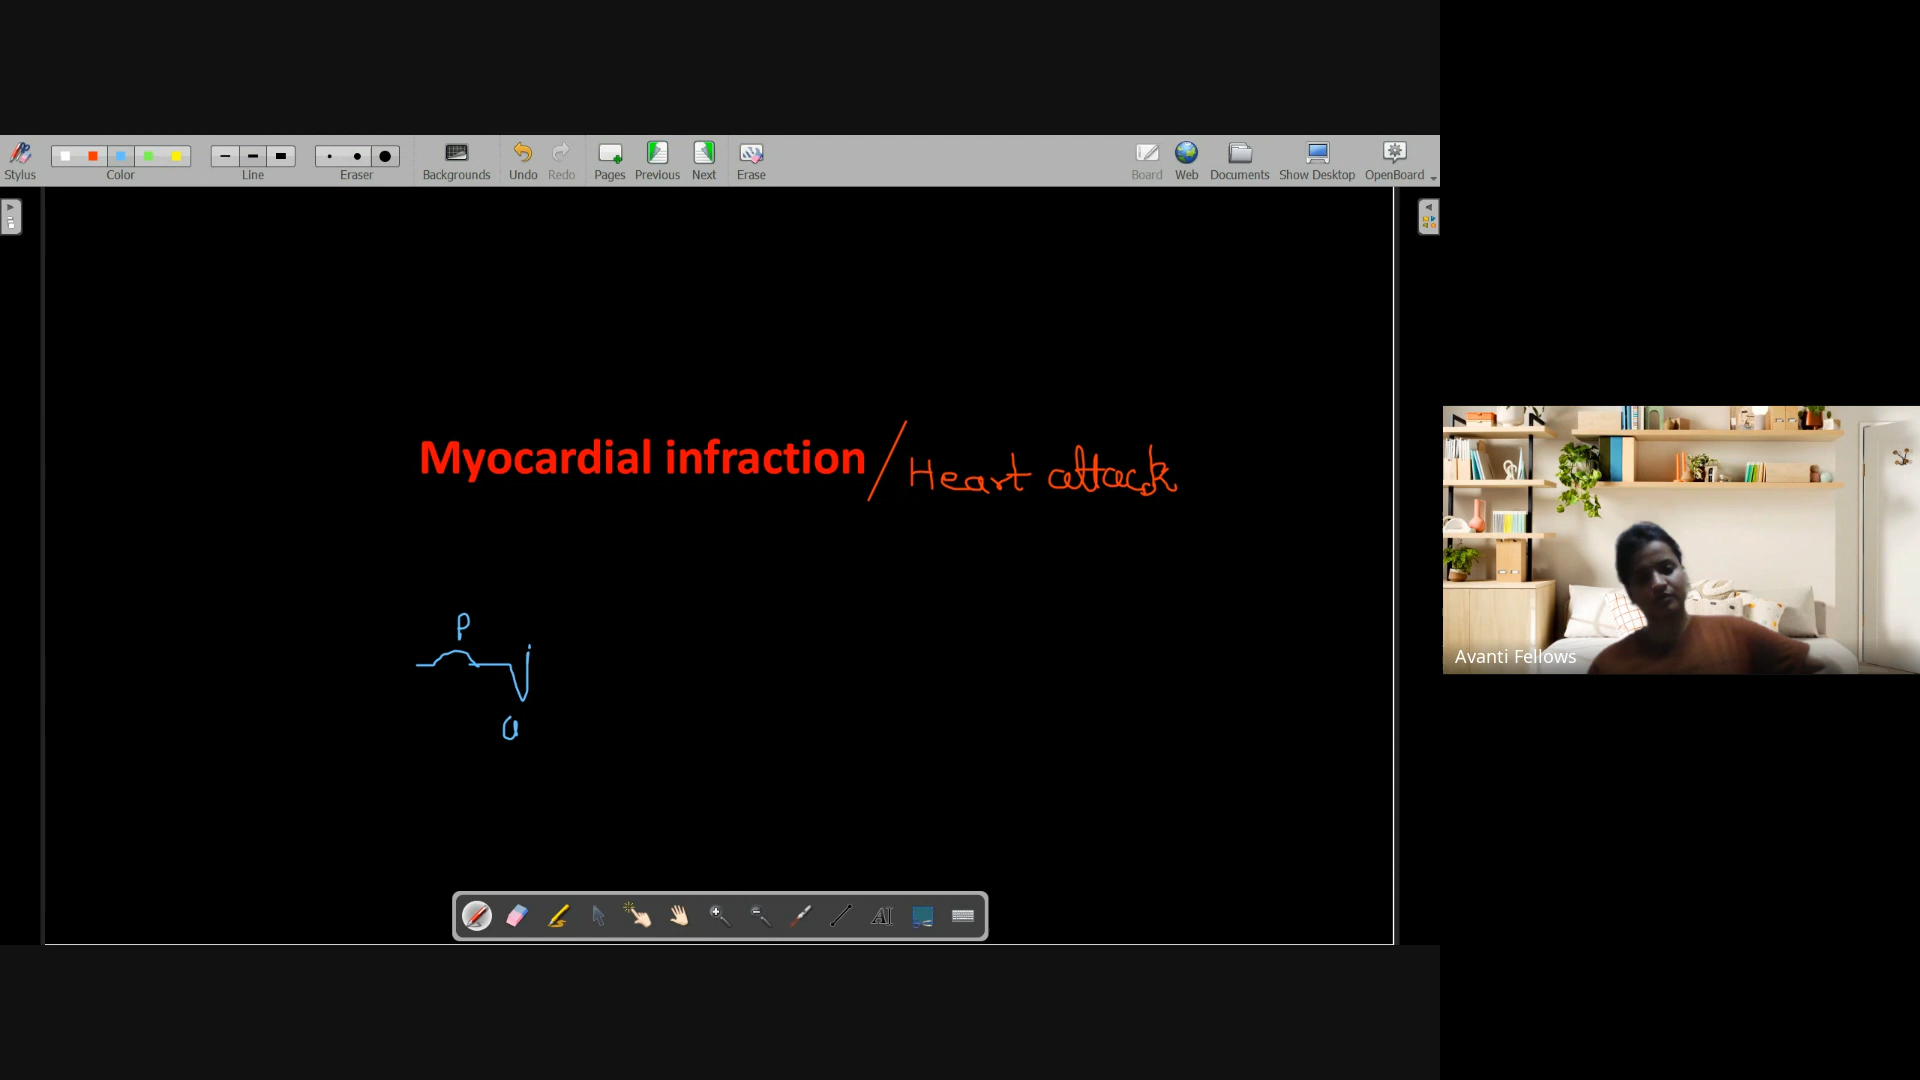 Stylus Color Line Eraser Backgrounds Undo Redo Pages Previous Next Erase Board Web Documents Show Desktop OpenBoard
Myocardial infraction / Heart attack
P
Q
Avanti Fellows